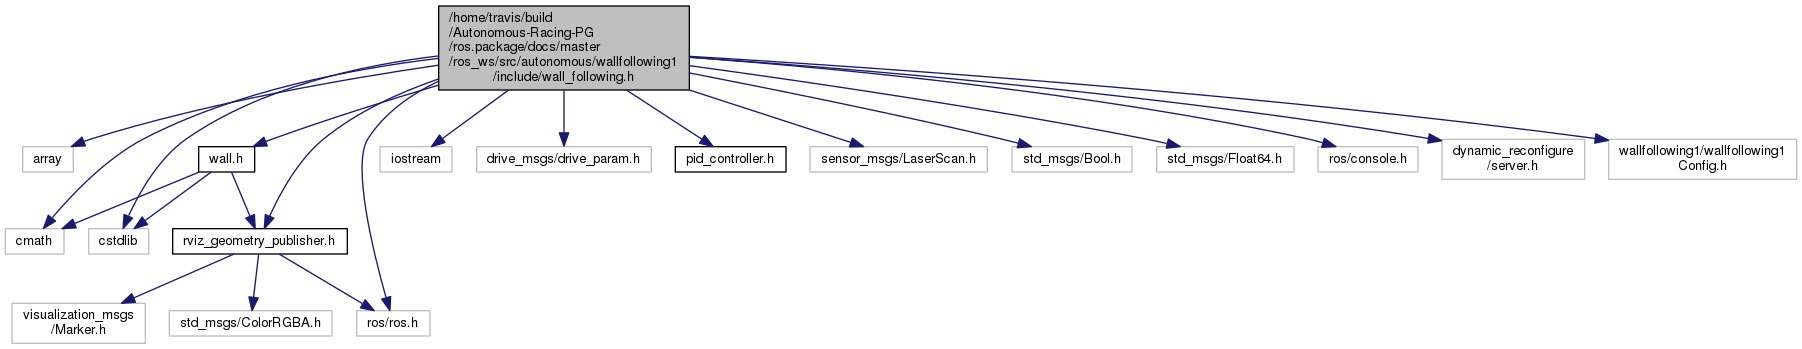 /home/travis/build
/Autonomous-Racing-PG
/ros.package/docs/master
/ros_ws/src/autonomous/wallfollowing1
/include/wall_following.h
array
wall.h
iostream
drive_msgs/drive_param.h
pid_controller.h
sensor_msgs/LaserScan.h
std_msgs/Bool.h
std_msgs/Float64.h
ros/console.h
dynamic_reconfigure
/server.h
wallfollowing1/wallfollowing1
Config.h
cmath
cstdlib
rviz_geometry_publisher.h
visualization_msgs
/Marker.h
std_msgs/ColorRGBA.h
ros/ros.h